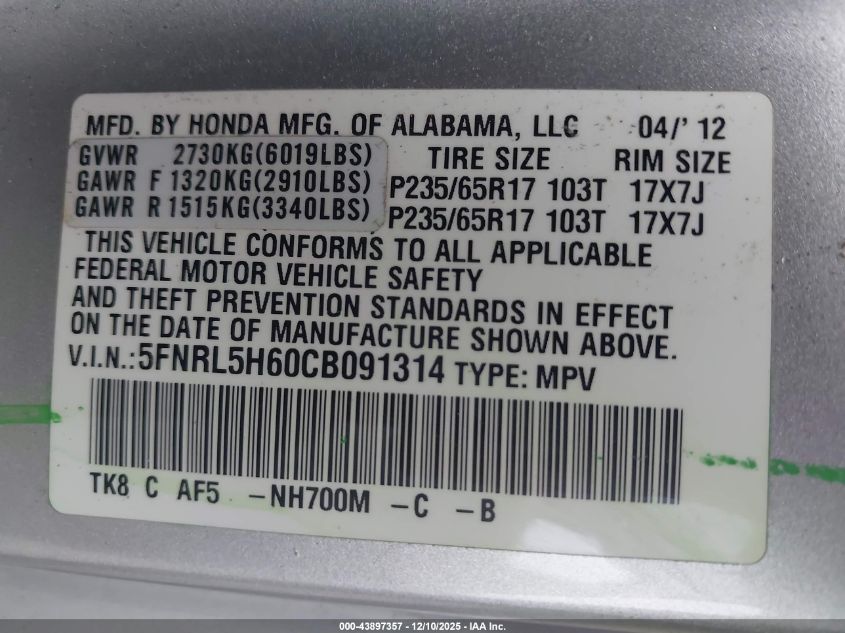 MFD. BY HONDA MFG. OF ALABAMA, LLC 04/'12
GVWR 2730KG(6019LBS) TIRE SIZE RIM SIZE
GAWR F 1320KG(2910LBS) P235/65R17 103T 17X7J
GAWR R 1515KG(3340LBS) P235/65R17 103T 17X7J
THIS VEHICLE CONFORMS TO ALL APPLICABLE
FEDERAL MOTOR VEHICLE SAFETY
AND THEFT PREVENTION STANDARDS IN EFFECT
ON THE DATE OF MANUFACTURE SHOWN ABOVE.
V.I.N.: 5FNRL5H60CB091314 TYPE: MPV
TK8 C AF5 -NH700M -C -B
000-43897357 - 12/10/2025 - IAA Inc.